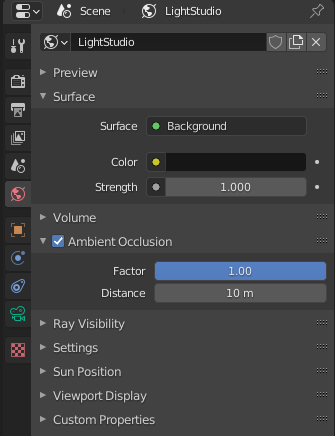 Scene LightStudio
LightStudio
Preview
Surface
Surface Background
Color
Strength 1.000
Volume
Ambient Occlusion
Factor 1.00
Distance 10 m
Ray Visibility
Settings
Sun Position
Viewport Display
Custom Properties